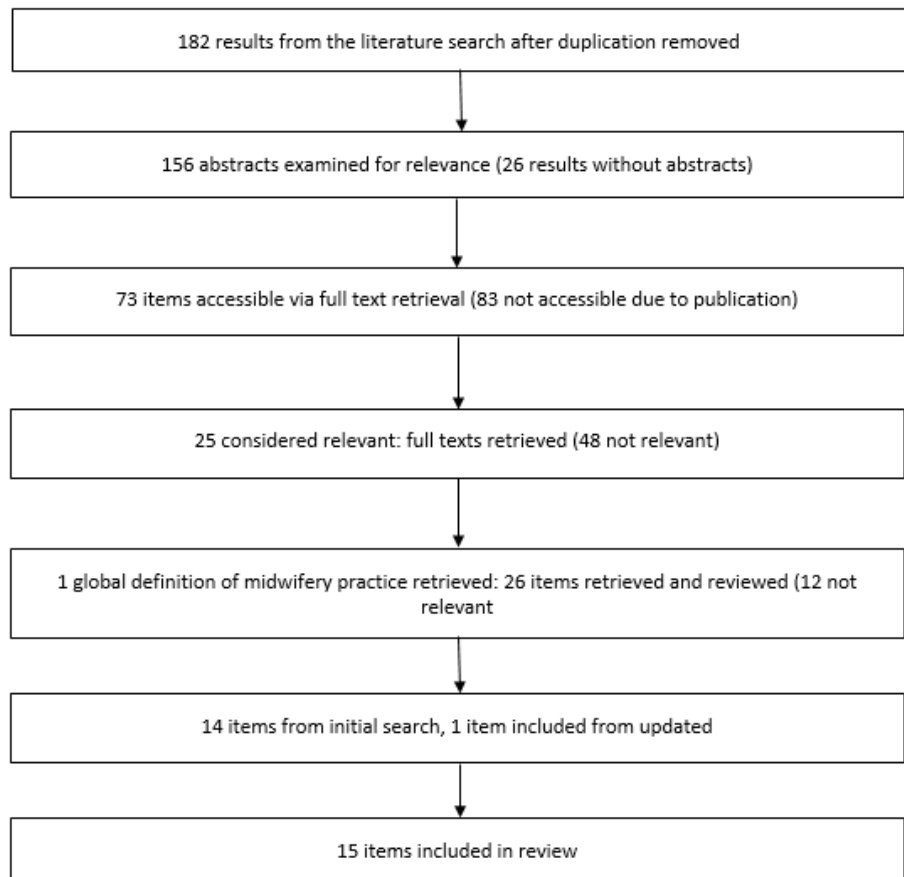 182 results from the literature search after duplication removed
156 abstracts examined for relevance (26 results without abstracts)
73 items accessible via full text retrieval (83 not accessible due to publication)
25 considered relevant: full texts retrieved (48 not relevant)
1 global definition of midwifery practice retrieved: 26 items retrieved and reviewed (12 not
relevant
14 items from initial search, 1 item included from updated
15 items included in review